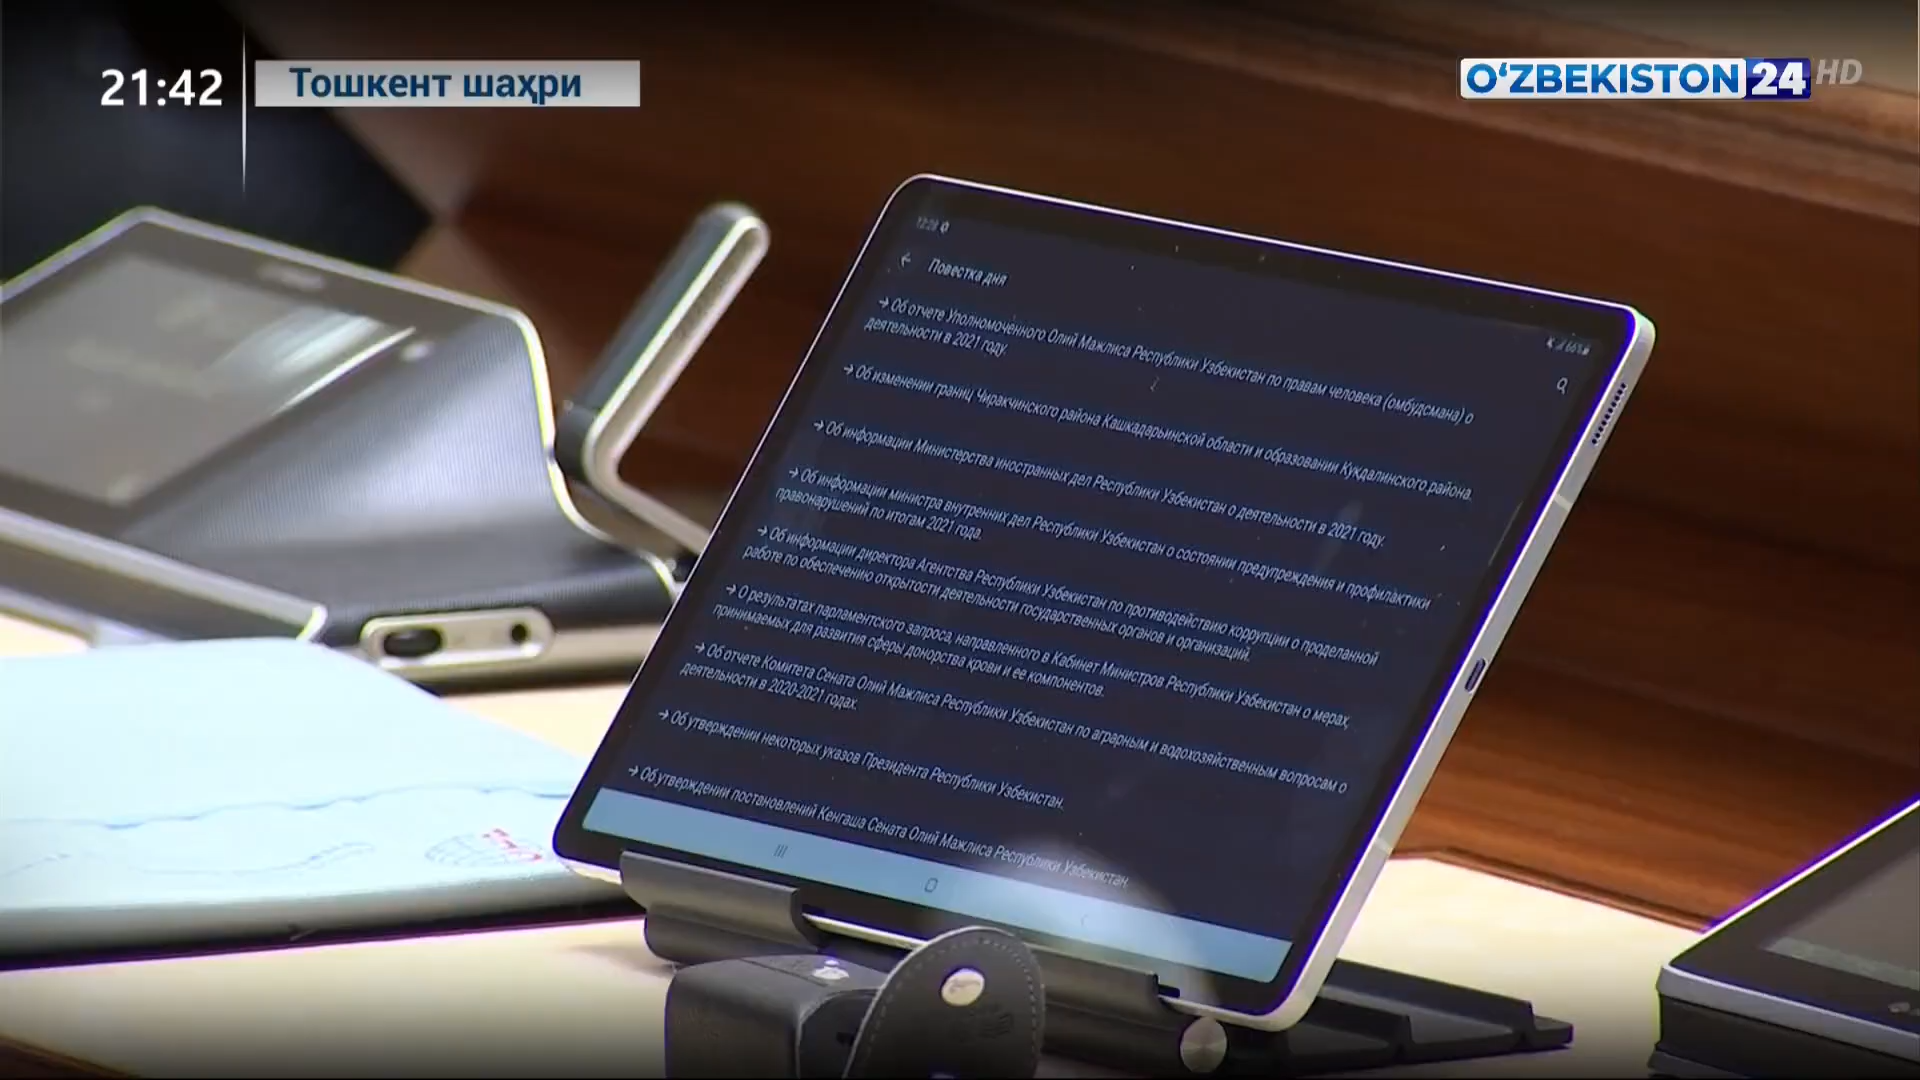 21:42
Тошкент шаҳри
O‘ZBEKISTON 24 HD
12:28
Повестка дня
66%
→ Об отчете Уполномоченного Олий Мажлиса Республики Узбекистан по правам человека (омбудсмана) о
деятельности в 2021 году.
→ Об изменении границ Чиракчинского района Кашкадарьинской области и образовании Кукдалинского района.
→ Об информации Министерства иностранных дел Республики Узбекистан о деятельности в 2021 году.
→ Об информации министра внутренних дел Республики Узбекистан о состоянии предупреждения и профилактики
правонарушений по итогам 2021 года.
→ Об информации директора Агентства Республики Узбекистан по противодействию коррупции о проделанной
работе по обеспечению открытости деятельности государственных органов и организаций.
→ О результатах парламентского запроса, направленного в Кабинет Министров Республики Узбекистан о мерах,
принимаемых для развития сферы донорства крови и ее компонентов.
→ Об отчете Комитета Сената Олий Мажлиса Республики Узбекистан по аграрным и водохозяйственным вопросам о
деятельности в 2020-2021 годах.
→ Об утверждении некоторых указов Президента Республики Узбекистан.
→ Об утверждении постановлений Кенгаша Сената Олий Мажлиса Республики Узбекистан.